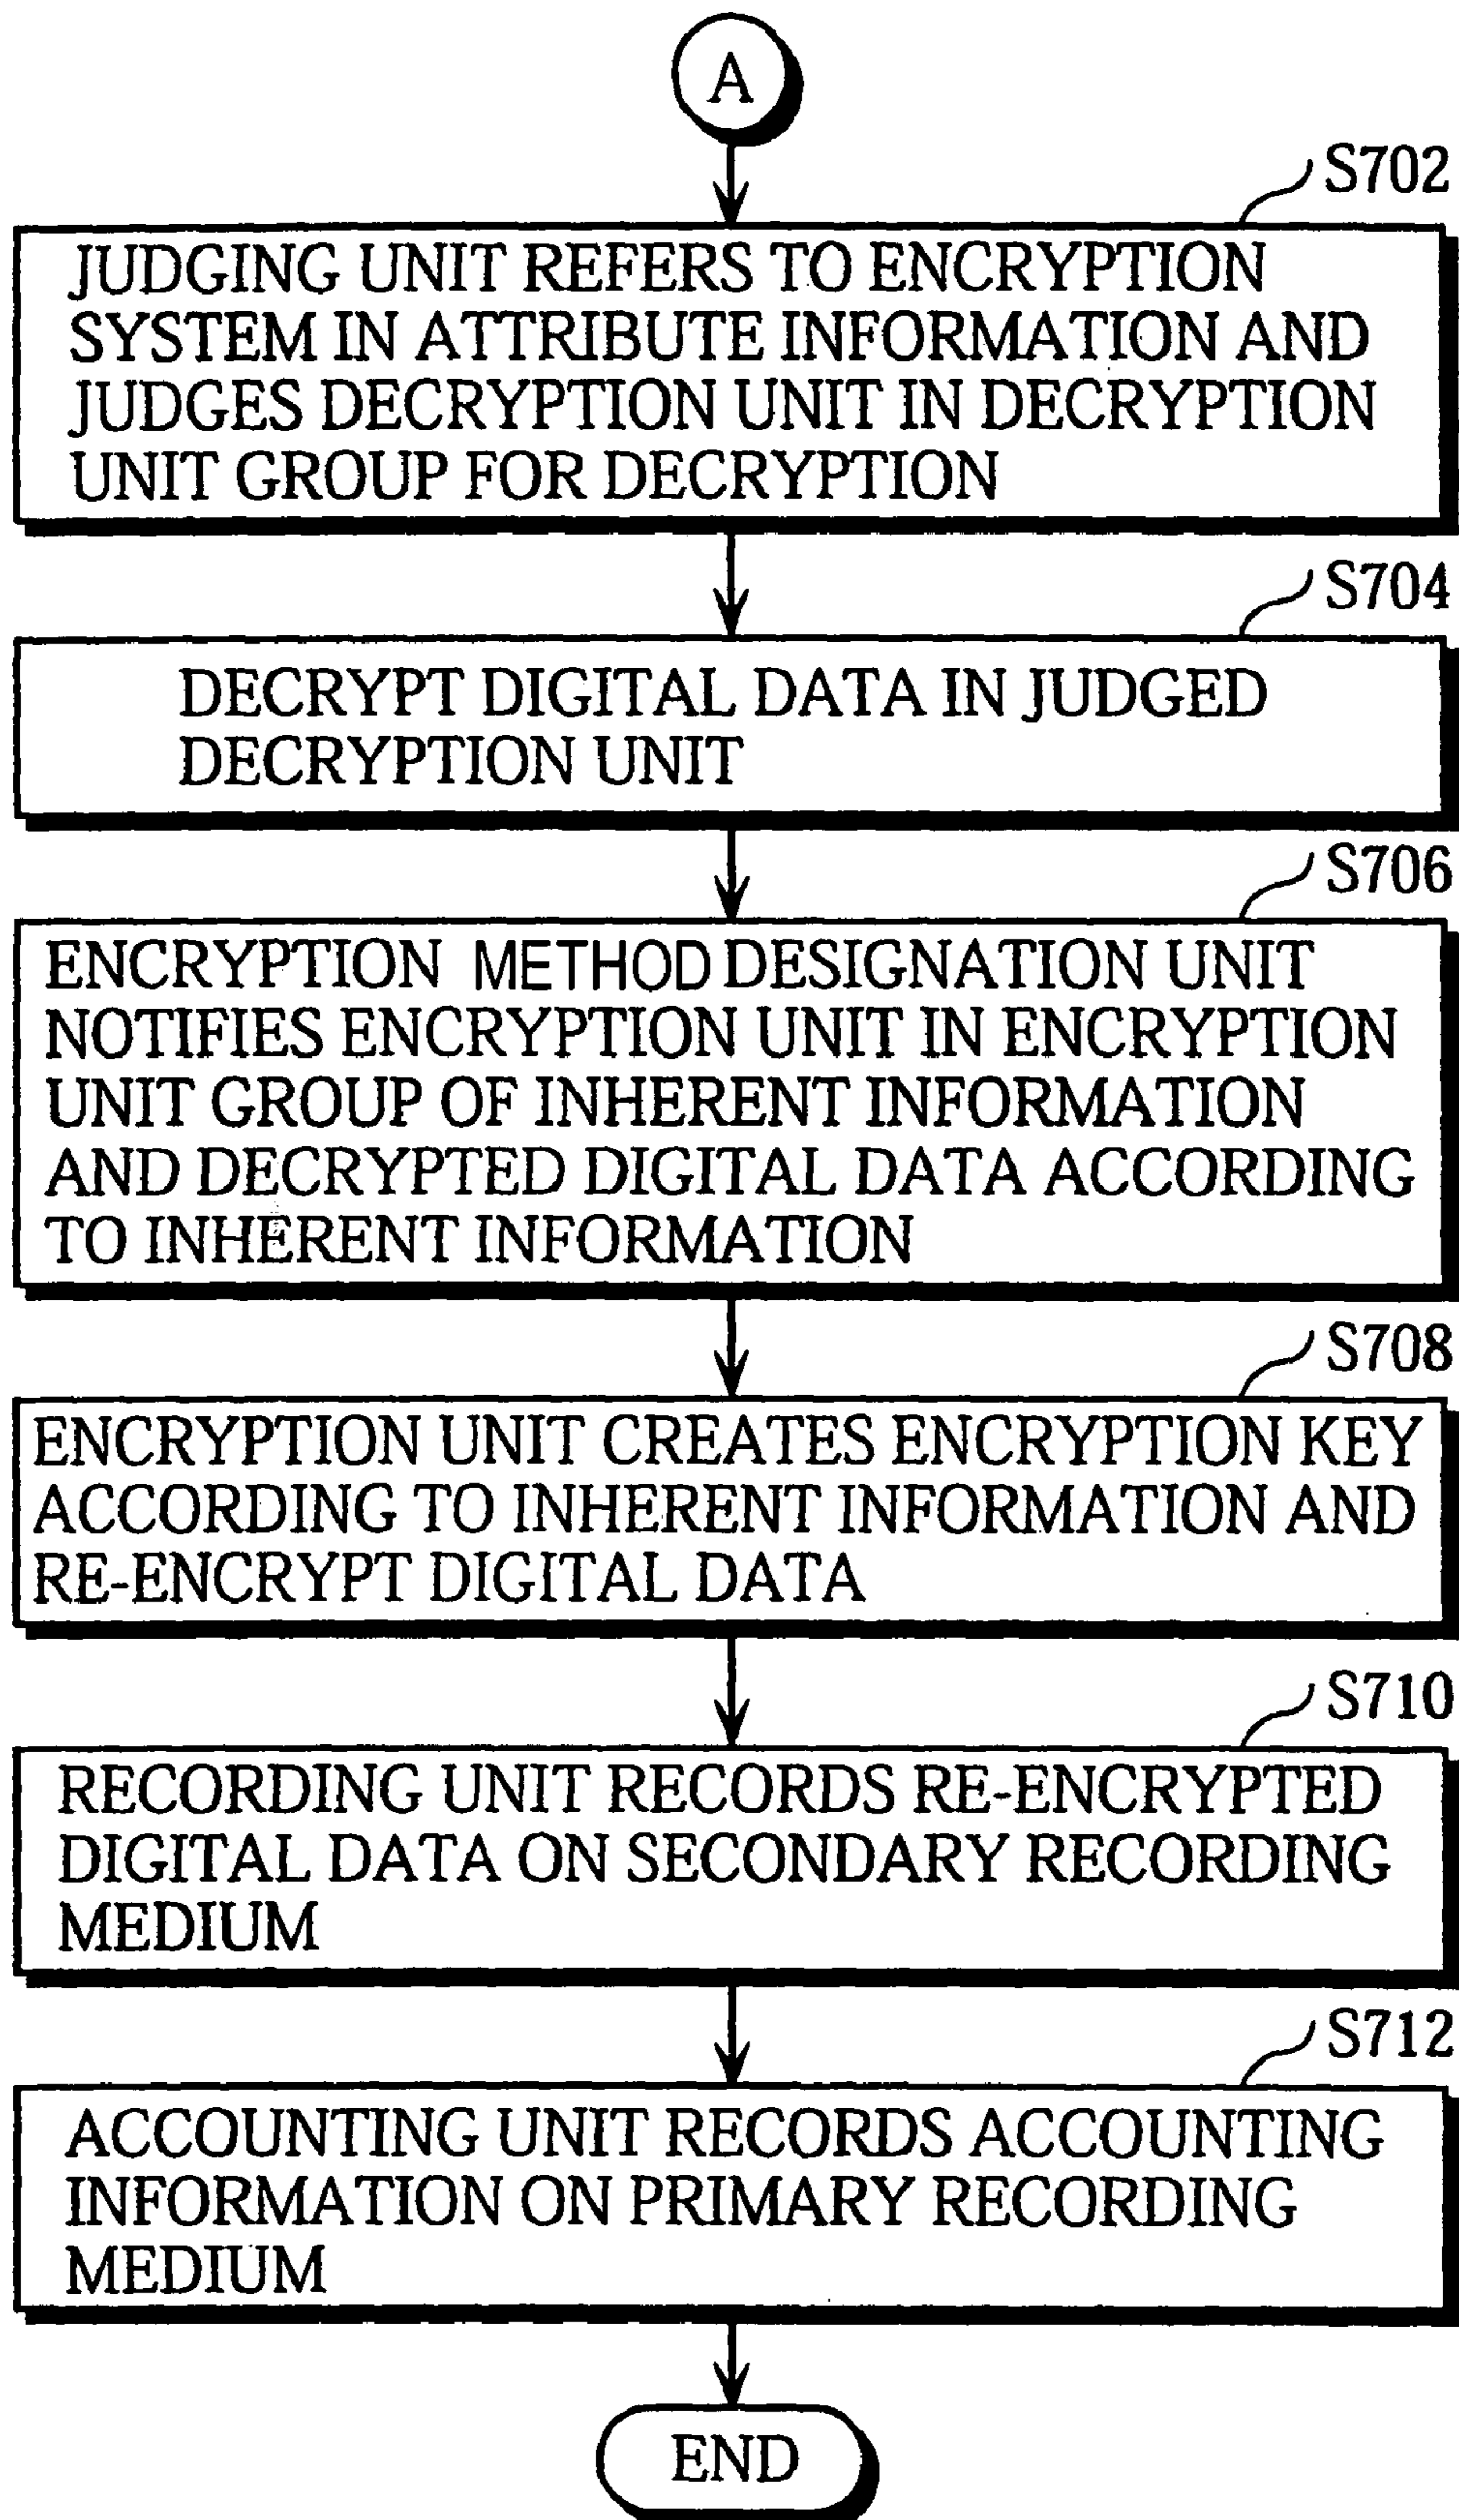 A
S702
JUDGING UNIT REFERS TO ENCRYPTION
SYSTEM IN ATTRIBUTE INFORMATION AND
JUDGES DECRYPTION UNIT IN DECRYPTION
UNIT GROUP FOR DECRYPTION
S704
DECRYPT DIGITAL DATA IN JUDGED
DECRYPTION UNIT
S706
ENCRYPTION METHOD DESIGNATION UNIT
NOTIFIES ENCRYPTION UNIT IN ENCRYPTION
UNIT GROUP OF INHERENT INFORMATION
AND DECRYPTED DIGITAL DATA ACCORDING
TO INHERENT INFORMATION
S708
ENCRYPTION UNIT CREATES ENCRYPTION KEY
ACCORDING TO INHERENT INFORMATION AND
RE-ENCRYPT DIGITAL DATA
S710
RECORDING UNIT RECORDS RE-ENCRYPTED
DIGITAL DATA ON SECONDARY RECORDING
MEDIUM
S712
ACCOUNTING UNIT RECORDS ACCOUNTING
INFORMATION ON PRIMARY RECORDING
MEDIUM
END